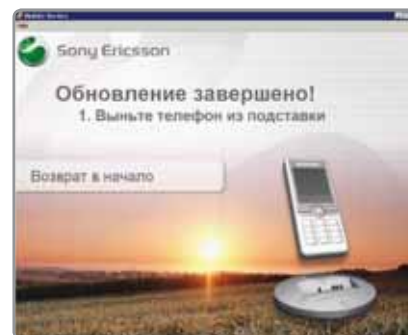 Sony Ericsson
Обновление завершено!
1. Выньте телефон из подставки
Возврат в начало